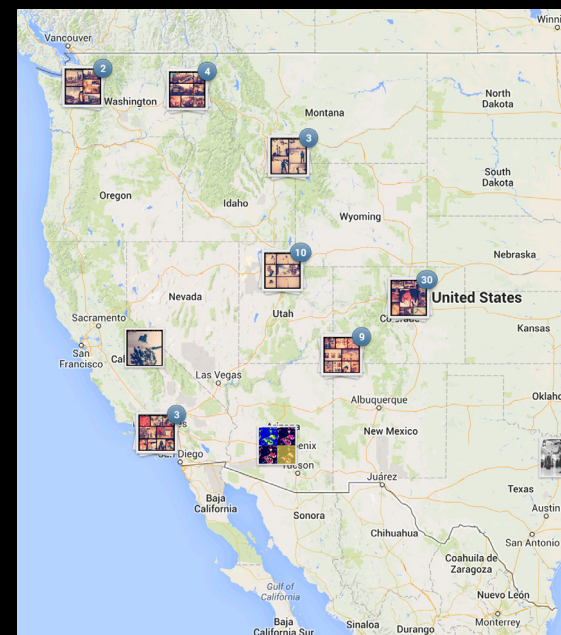 Vancouver
Winni
2
4
Washington
North
Dakota
Montana
3
Oregon
Idaho
South
Dakota
Wyoming
10
Nebraska
30
Nevada
United States
Utah
Sacramento
Kansas
San
Francisco
Cal
9
Las Vegas
Albuquerque
Oklaho
3
New Mexico
enix
Tucson
Juárez
Texas
Baja
California
Sonora
Austin
Chihuahua
San Antonio
Coahuila de
Zaragoza
Gulf of
California
Nuevo León
Baja
California Sur
Sinaloa
Durango
Monterrey